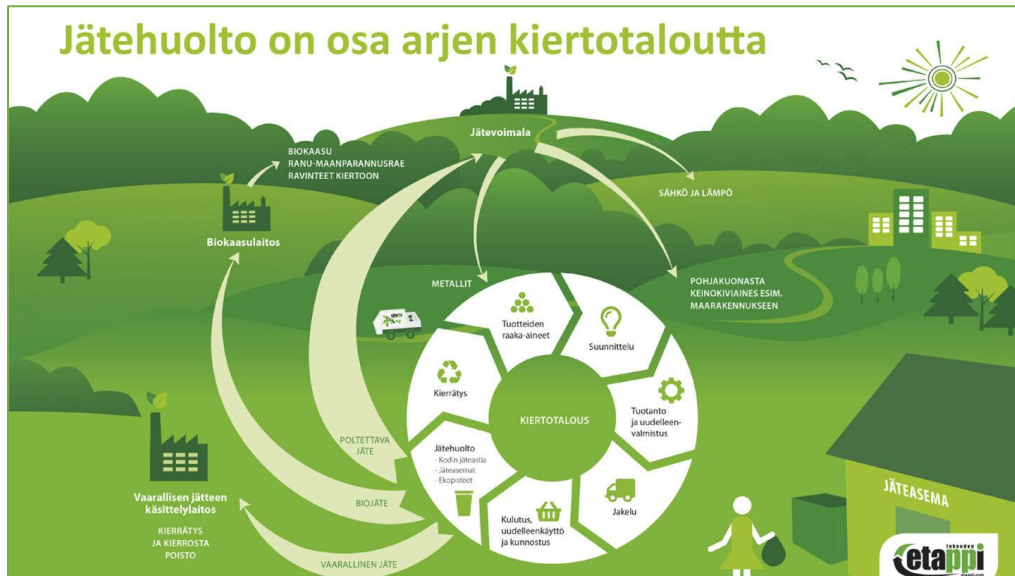 Jätehuolto on osa arjen kiertotaloutta
Jätevoimala
BIOKAASU
RANU-MAANPARANNUSRAE
RAVINTEET KIERTOON
Biokaasulaitos
SÄHKÖ JA LÄMPÖ
METALLIT
POHJAKUONASTA
KEINOKIVIAINES ESIM.
MAARAKENNUKSEEN
Tuotteiden
raaka-aineet
Suunnittelu
Kierrätys
KIERTOTALOUS
Tuotanto
ja uudelleen-
valmistus
POLTETTAVA
JÄTE
Jätehuolto
- Kodin jäteastia
- Jäteasemat
- Ekopisteet
Jakelu
Kulutus,
uudelleenkäyttö
ja kunnostus
BIOJÄTE
Vaarallisen jätteen
käsittelylaitos
KIERRÄTYS
JA KIERROSTA
POISTO
VAARALLINEN JÄTE
JÄTEASEMA
lakeuden
etappi